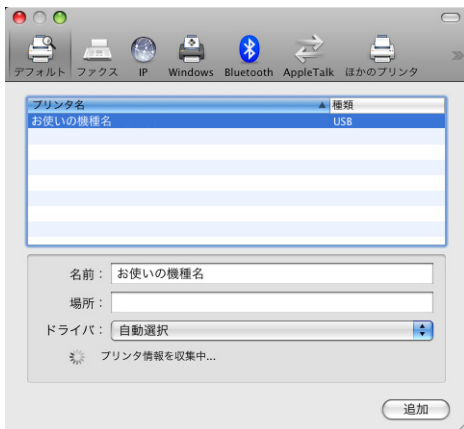 デフォルト ファクス IP Windows Bluetooth AppleTalk ほかのプリンタ
プリンタ名 種類
お使いの機種名 USB
名前： お使いの機種名
場所：
ドライバ： 自動選択
プリンタ情報を収集中...
追加